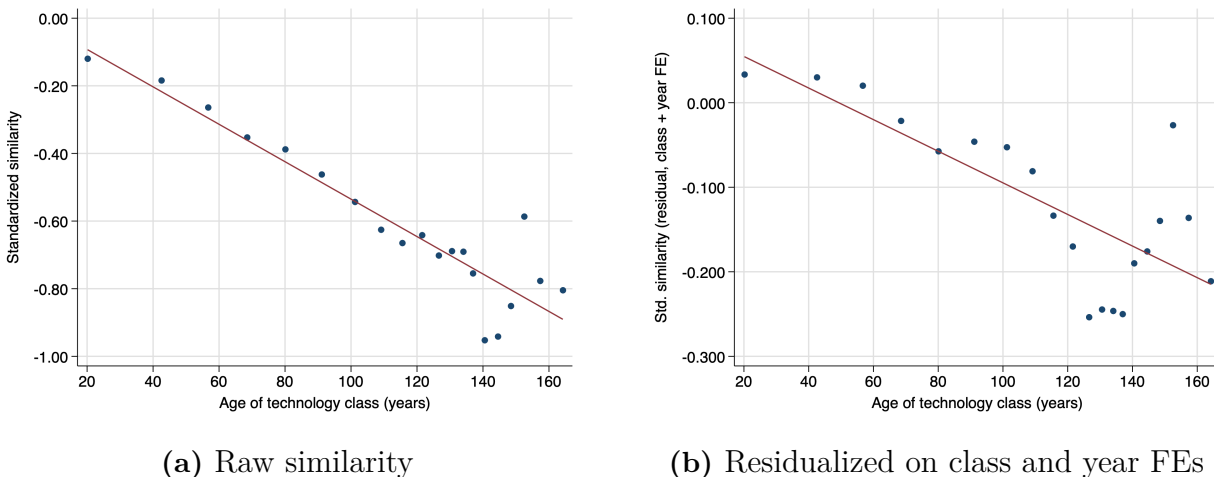 0.00
-0.20
-0.40
-0.60
-0.80
-1.00
Standardized similarity
20 40 60 80 100 120 140 160
Age of technology class (years)
(a) Raw similarity
0.100
0.000
-0.100
-0.200
-0.300
Std. similarity (residual, class + year FE)
20 40 60 80 100 120 140 160
Age of technology class (years)
(b) Residualized on class and year FEs